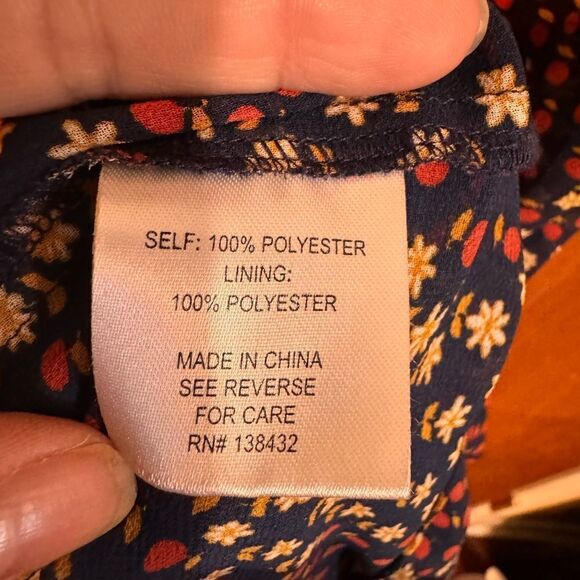 SELF: 100% POLYESTER
LINING:
100% POLYESTER
MADE IN CHINA
SEE REVERSE
FOR CARE
RN# 138432